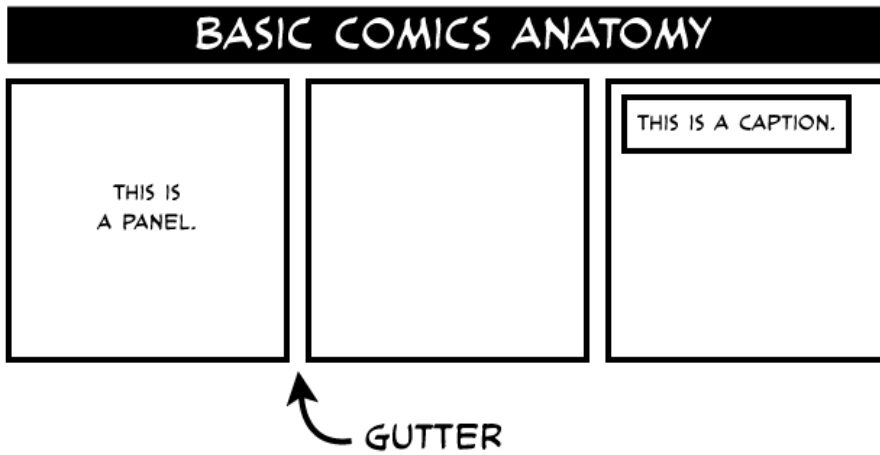 BASIC COMICS ANATOMY
THIS IS
A PANEL.
THIS IS A CAPTION.
GUTTER